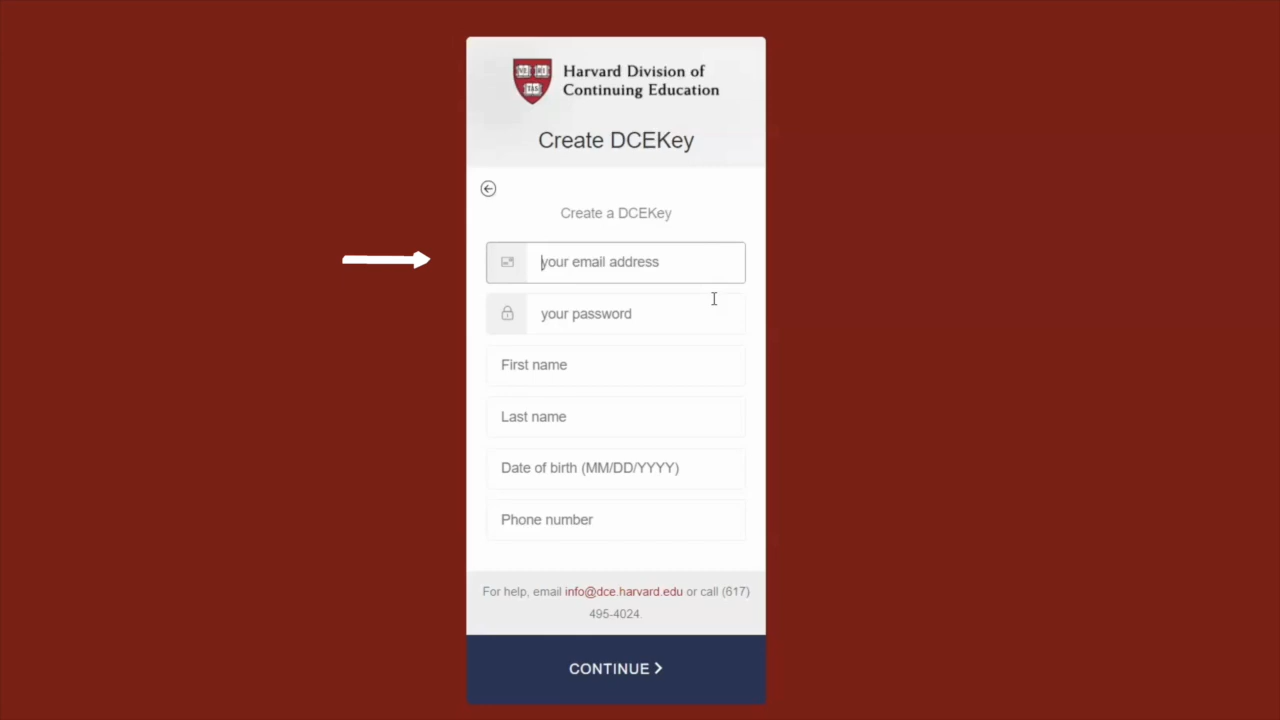 Harvard Division of
Continuing Education
Create DCEKey
Create a DCEKey
your email address
your password
First name
Last name
Date of birth (MM/DD/YYYY)
Phone number
For help, email info@dce.harvard.edu or call (617)
495-4024.
CONTINUE